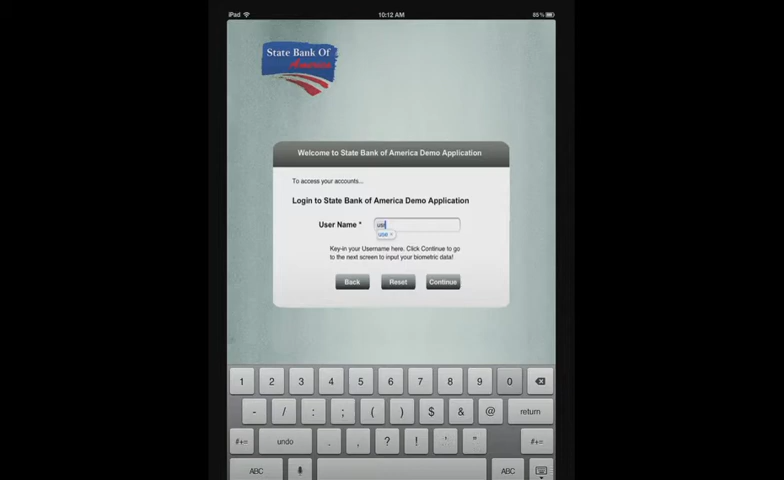 iPad 10:12 AM 85%
State Bank Of
America
Welcome to State Bank of America Demo Application
To access your accounts...
Login to State Bank of America Demo Application
User Name * usr
use ×
Key-in your Username here. Click Continue to go
to the next screen to input your biometric data!
Back Reset Continue
1 2 3 4 5 6 7 8 9 0
- / : ; ( ) $ & @ return
#+= undo . , ? ! ' " #+=
ABC ABC